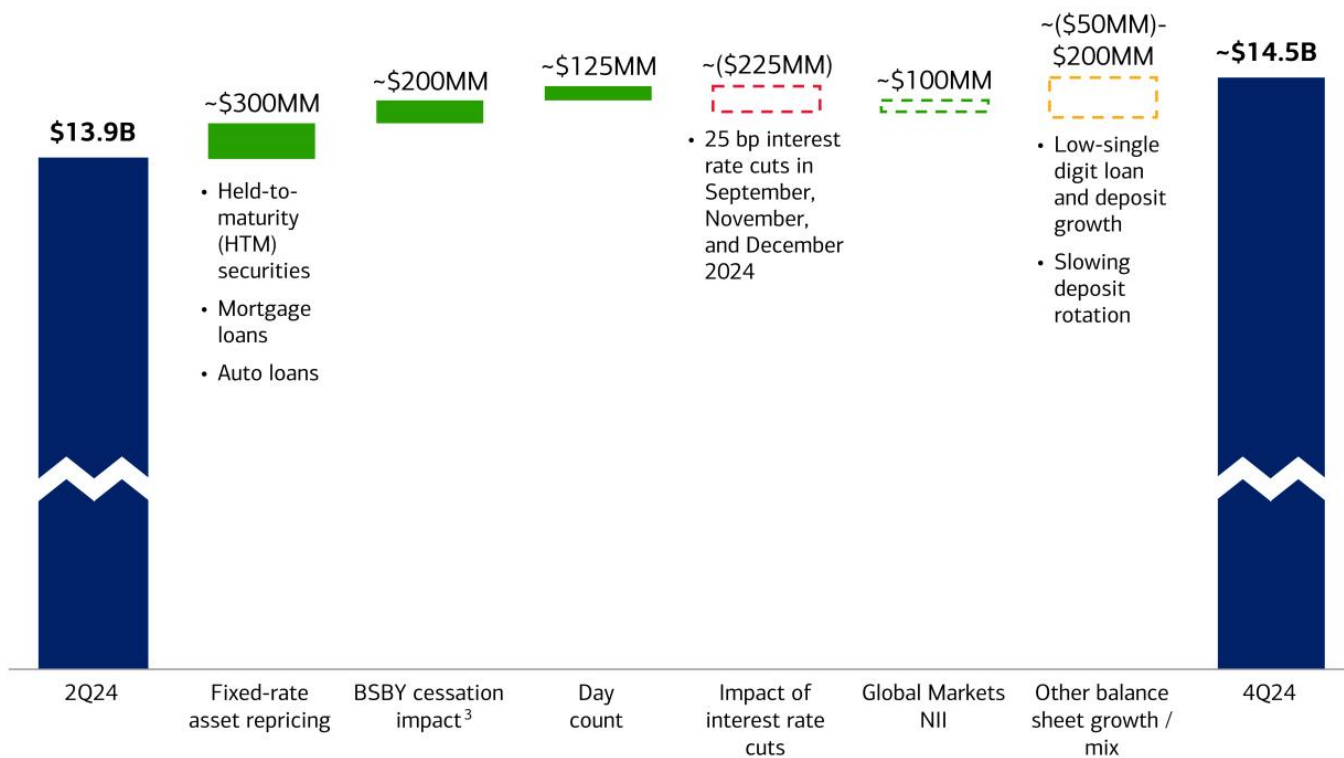 $13.9B
~$300MM
• Held-to-
maturity
(HTM)
securities
• Mortgage
loans
• Auto loans
~$200MM
~$125MM
~($225MM)
• 25 bp interest
rate cuts in
September,
November,
and December
2024
~$100MM
~($50MM)-
$200MM
• Low-single
digit loan
and deposit
growth
• Slowing
deposit
rotation
~$14.5B
2Q24
Fixed-rate
asset repricing
BSBY cessation
impact³
Day
count
Impact of
interest rate
cuts
Global Markets
NII
Other balance
sheet growth /
mix
4Q24